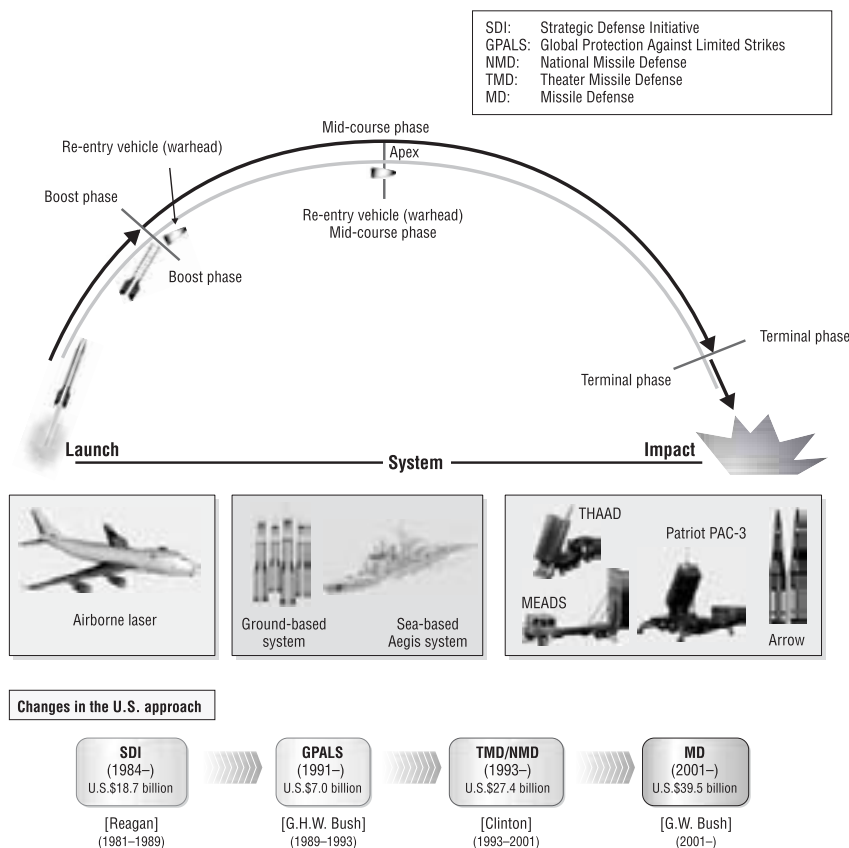 SDI: Strategic Defense Initiative
GPALS: Global Protection Against Limited Strikes
NMD: National Missile Defense
TMD: Theater Missile Defense
MD: Missile Defense
Mid-course phase
Re-entry vehicle (warhead)
Apex
Boost phase
Re-entry vehicle (warhead)
Mid-course phase
Boost phase
Terminal phase
Terminal phase
Launch
Impact
System
THAAD
Patriot PAC-3
MEADS
Airborne laser
Ground-based
system
Sea-based
Aegis system
Arrow
Changes in the U.S. approach
SDI
(1984–)
U.S.$18.7 billion
GPALS
(1991–)
U.S.$7.0 billion
TMD/NMD
(1993–)
U.S.$27.4 billion
MD
(2001–)
U.S.$39.5 billion
[Reagan]
(1981–1989)
[G.H.W. Bush]
(1989–1993)
[Clinton]
(1993–2001)
[G.W. Bush]
(2001–)